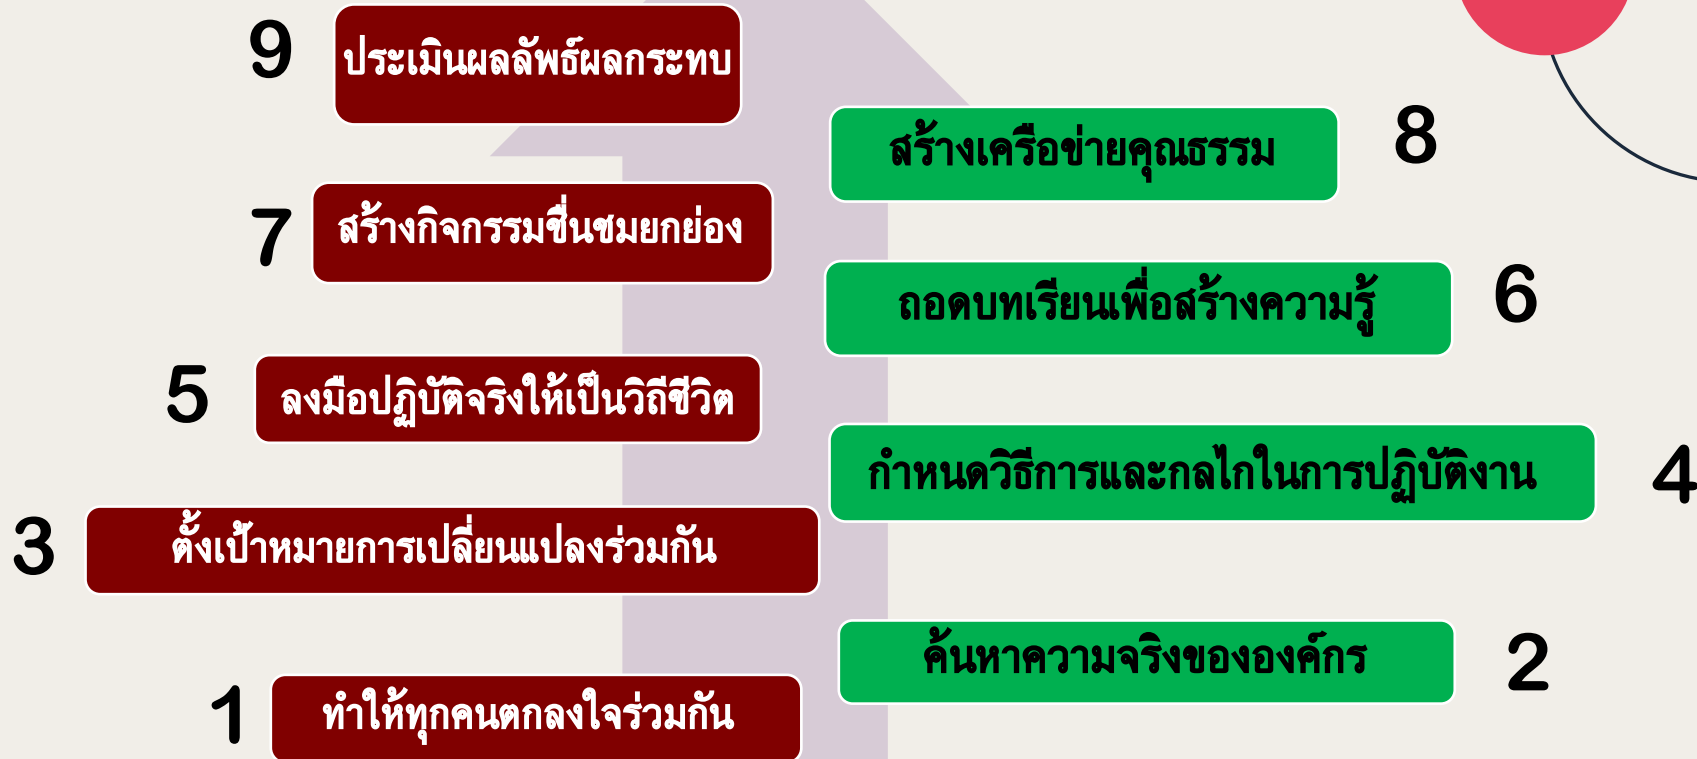 9 ประเมินผลลัพธ์ผลกระทบ
สร้างเครือข่ายคุณธรรม 8
7 สร้างกิจกรรมชื่นชมยกย่อง
ถอดบทเรียนเพื่อสร้างความรู้ 6
5 ลงมือปฏิบัติจริงให้เป็นวิถีชีวิต
กำหนดวิธีการและกลไกในการปฏิบัติงาน 4
3 ตั้งเป้าหมายการเปลี่ยนแปลงร่วมกัน
ค้นหาความจริงขององค์กร 2
1 ทำให้ทุกคนตกลงใจร่วมกัน